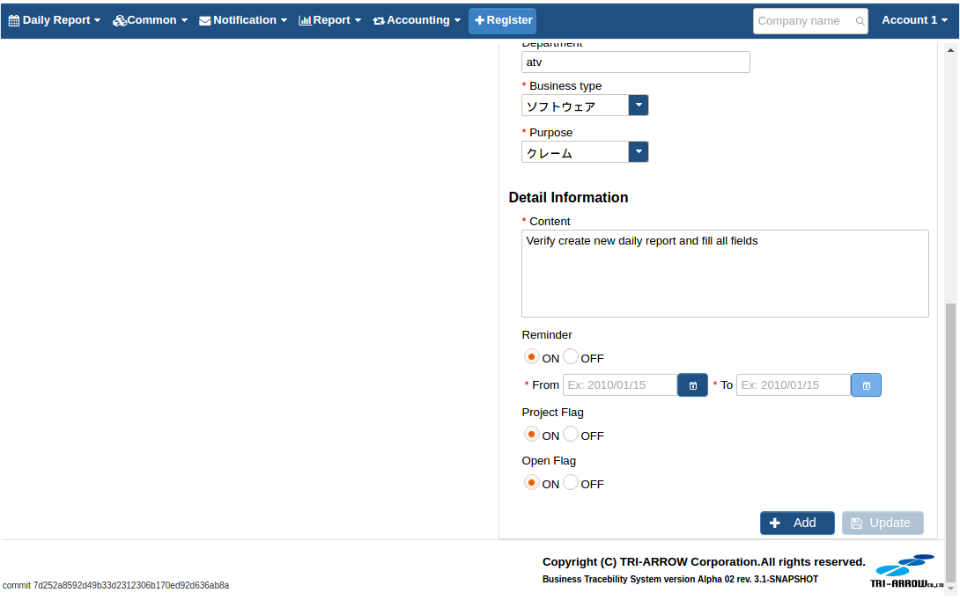 Daily Report Common Notification Report Accounting Register Company name Account 1
Department
atv
* Business type
ソフトウェア
* Purpose
クレーム
Detail Information
* Content
Verify create new daily report and fill all fields
Reminder
ON OFF
* From Ex: 2010/01/15 * To Ex: 2010/01/15
Project Flag
ON OFF
Open Flag
ON OFF
Add Update
Copyright (C) TRI-ARROW Corporation.All rights reserved.
Business Tracebility System version Alpha 02 rev. 3.1-SNAPSHOT
TRI-ARROW Co.,LTD
commit 7d252a8592d49b33d2312306b170ed92d636ab8a